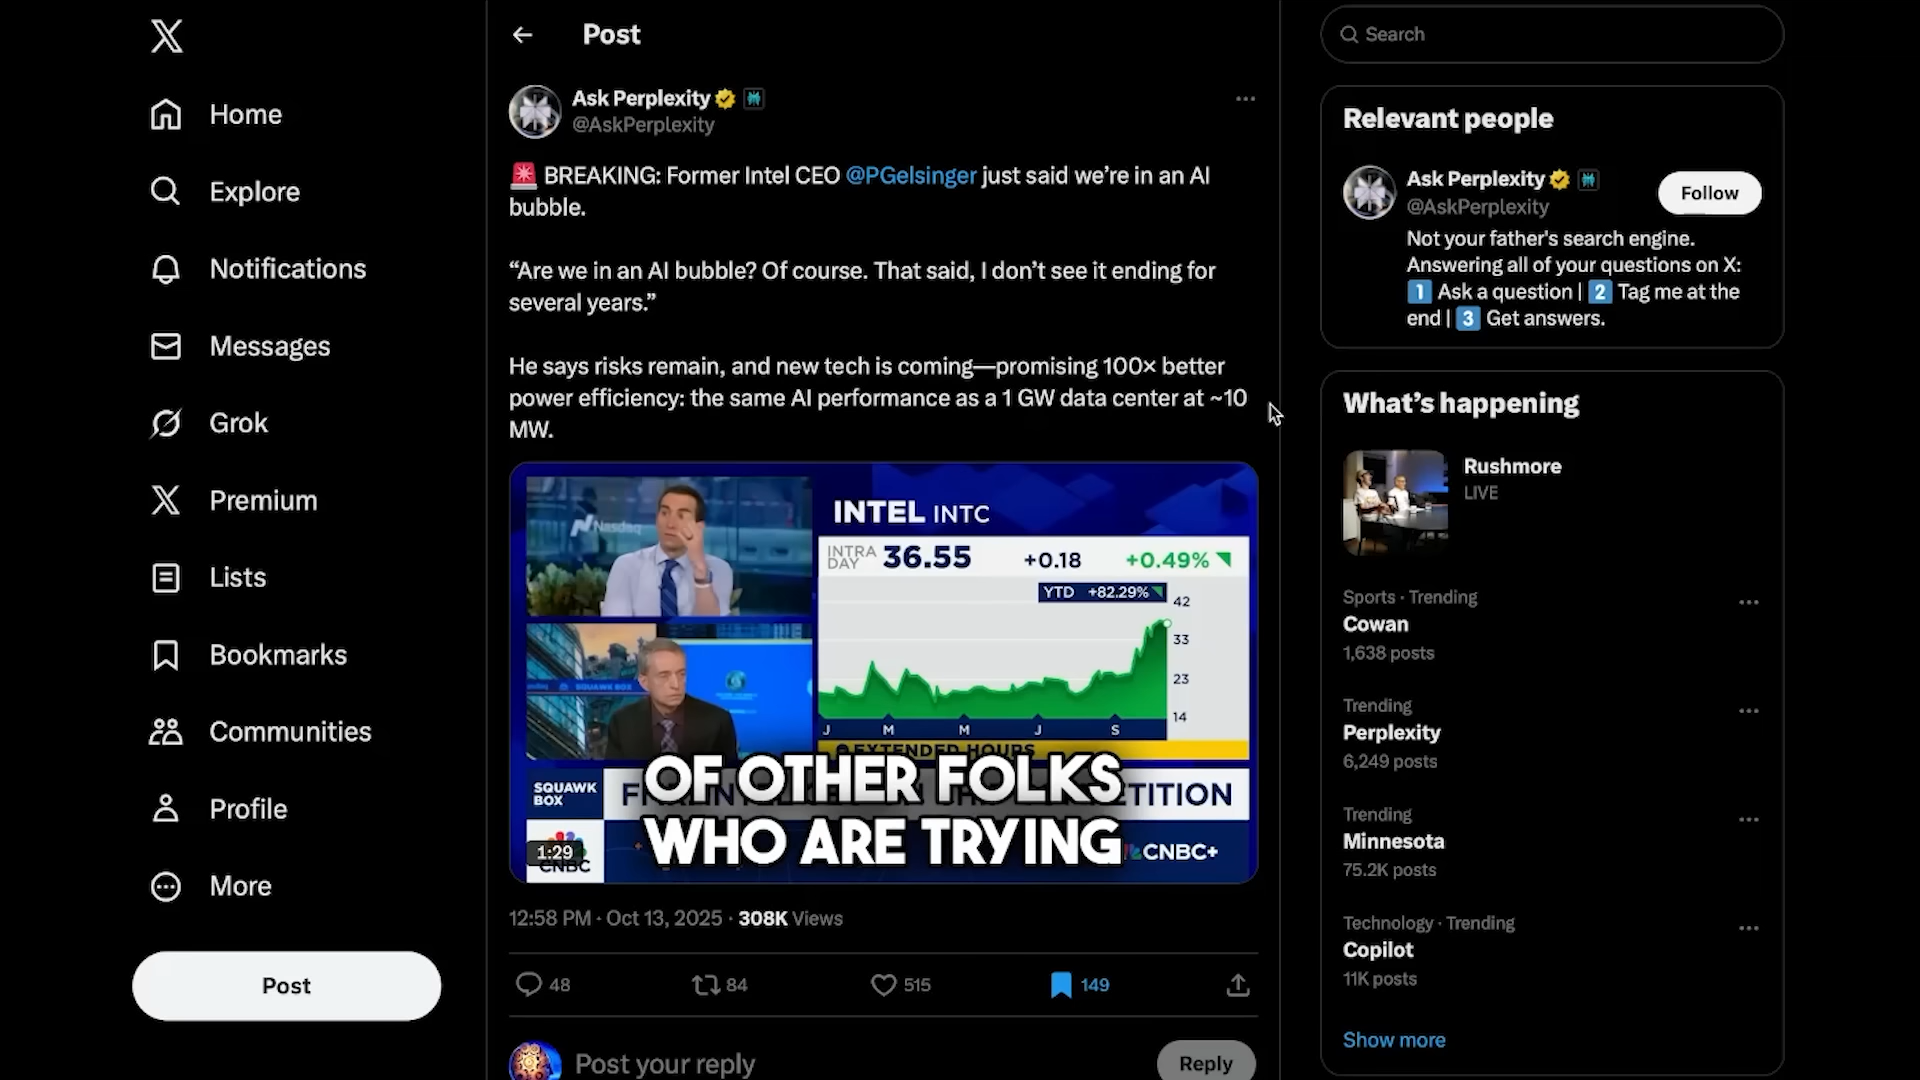 Home
Explore
Notifications
Messages
Grok
Premium
Lists
Bookmarks
Communities
Profile
More
Post
Post
Ask Perplexity
@AskPerplexity
🚨 BREAKING: Former Intel CEO @PGelsinger just said we’re in an AI
bubble.
“Are we in an AI bubble? Of course. That said, I don’t see it ending for
several years.”
He says risks remain, and new tech is coming—promising 100× better
power efficiency: the same AI performance as a 1 GW data center at ~10
MW.
Nasdaq
SQUAWK BOX
INTEL INTC
INTRA
DAY
36.55 +0.18 +0.49%
YTD +82.29%
42
33
23
14
J M M J S
EXTENDED HOURS
SQUAWK
BOX
OF OTHER FOLKS
WHO ARE TRYING
1:29
CNBC
CNBC+
12:58 PM · Oct 13, 2025 · 308K Views
48 84 515 149
Post your reply
Reply
Search
Relevant people
Ask Perplexity
@AskPerplexity
Follow
Not your father's search engine.
Answering all of your questions on X:
1️⃣ Ask a question | 2️⃣ Tag me at the
end | 3️⃣ Get answers.
What’s happening
Rushmore
LIVE
Sports · Trending
Cowan
1,638 posts
Trending
Perplexity
6,249 posts
Trending
Minnesota
75.2K posts
Technology · Trending
Copilot
11K posts
Show more